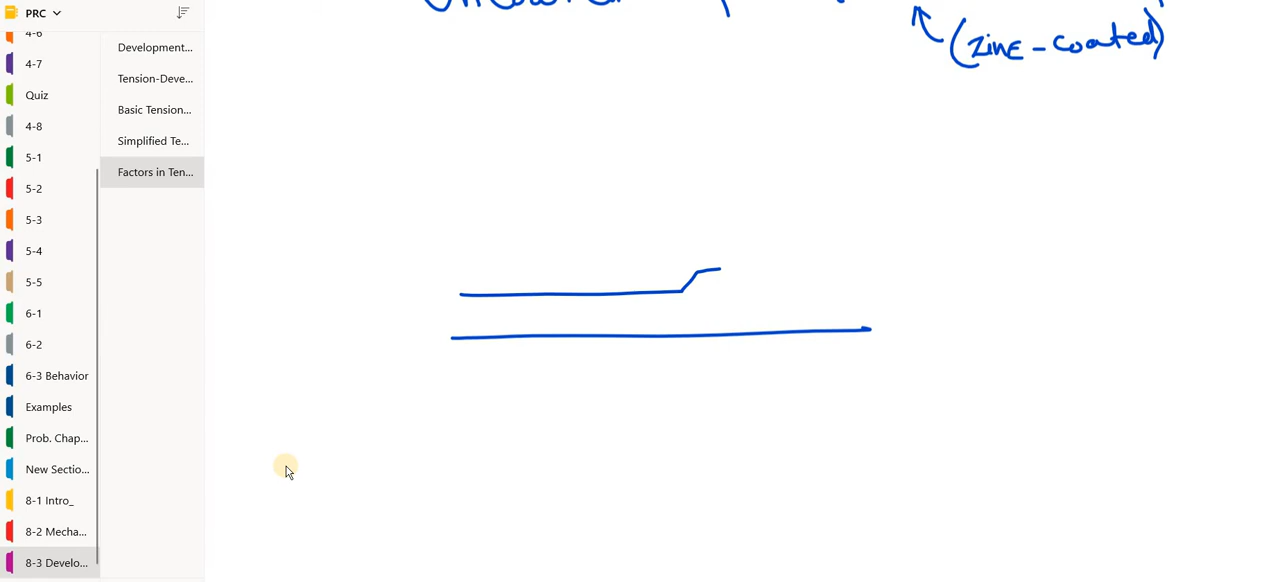 PRC
4-6
4-7
Quiz
4-8
5-1
5-2
5-3
5-4
5-5
6-1
6-2
6-3 Behavior
Examples
Prob. Chap...
New Sectio...
8-1 Intro_
8-2 Mecha...
8-3 Develo...
Development...
Tension-Deve...
Basic Tension...
Simplified Te...
Factors in Ten...
(zinc-coated)